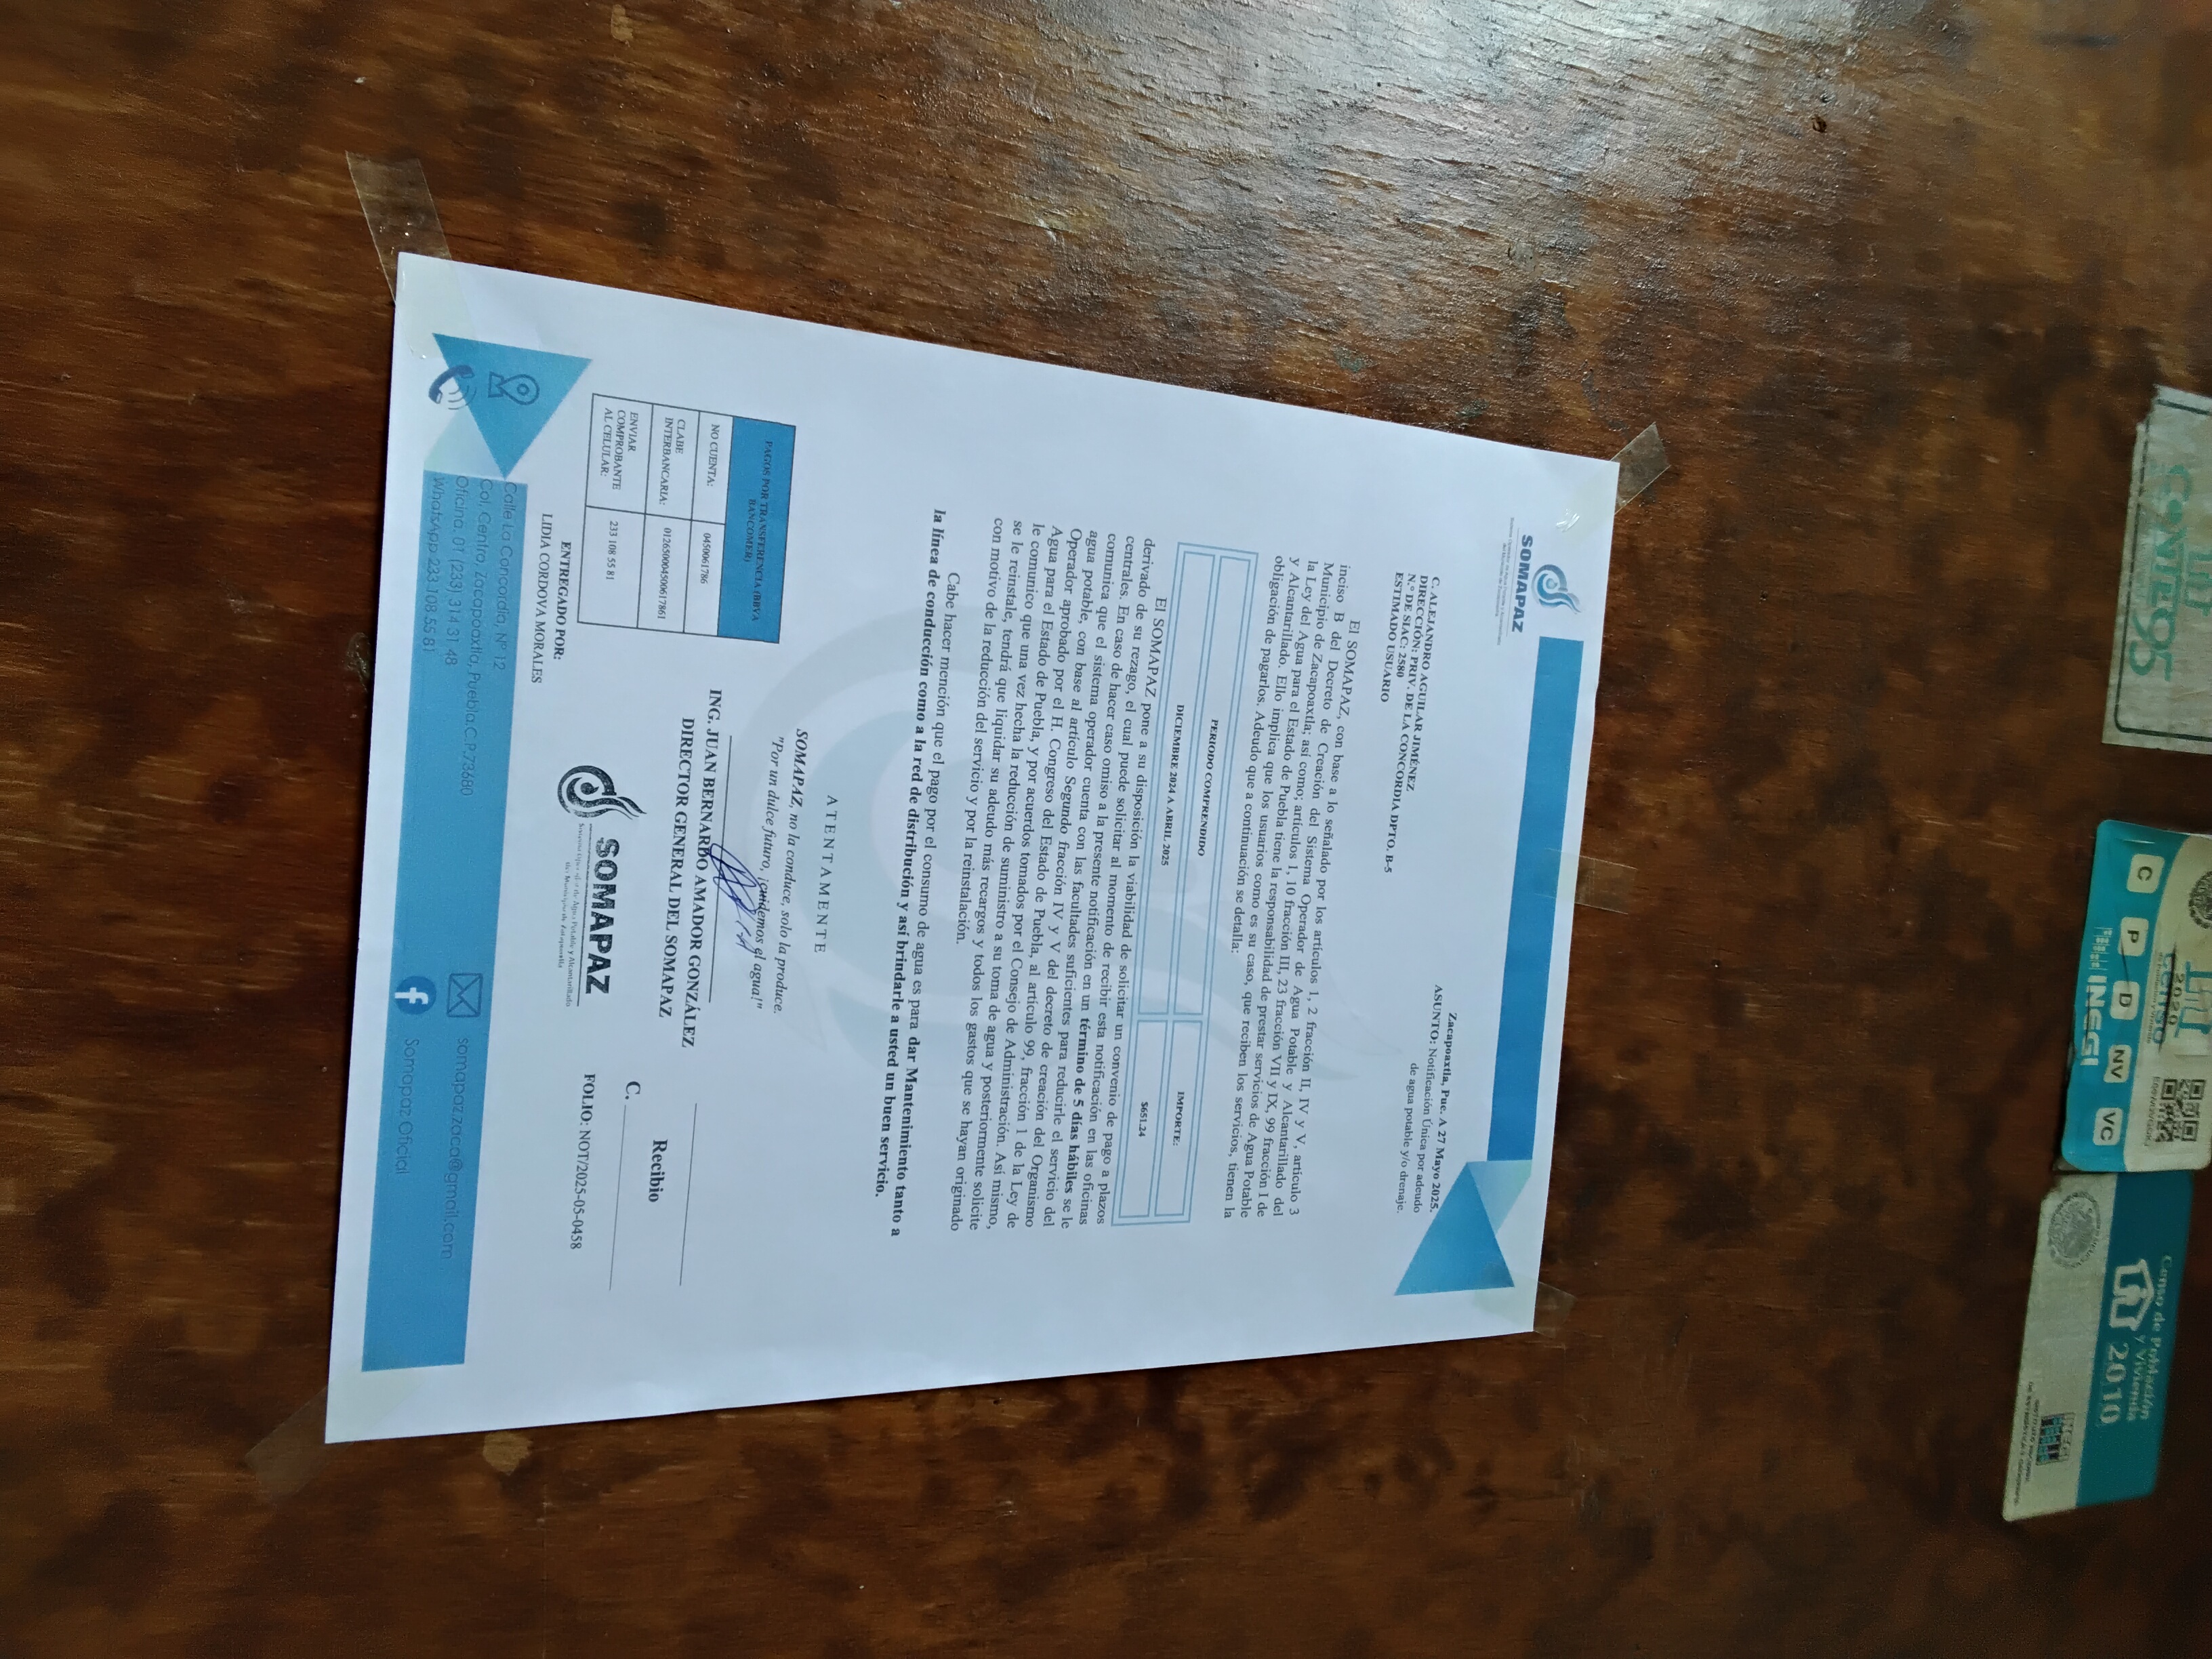 CONTEO95
2020
CENSO
de Población y Vivienda
C P D NV VC
INEGI
Censo de Población
y Vivienda
2010
INEGI
INSTITUTO NACIONAL
DE ESTADÍSTICA Y GEOGRAFÍA
SOMAPAZ
Sistema Operador de Agua Potable y Alcantarillado
del Municipio de Zacapoaxtla
Zacapoaxtla, Pue. A 27 Mayo 2025.
ASUNTO: Notificación Única por adeudo
de agua potable y/o drenaje.
C. ALEJANDRO AGUILAR JIMÉNEZ
DIRECCIÓN: PRIV. DE LA CONCORDIA DPTO. B-5
N.° DE SIAC: 2580
ESTIMADO USUARIO
El SOMAPAZ, con base a lo señalado por los artículos 1, 2 fracción II, IV y V, artículo 3
inciso B del Decreto de Creación del Sistema Operador de Agua Potable y Alcantarillado del
Municipio de Zacapoaxtla; así como; artículos 1, 10 fracción III, 23 fracción VII y IX, 99 fracción I de
la Ley del Agua para el Estado de Puebla tiene la responsabilidad de prestar servicios de Agua Potable
y Alcantarillado. Ello implica que los usuarios como es su caso, que reciben los servicios, tienen la
obligación de pagarlos. Adeudo que a continuación se detalla:
PERIODO COMPRENDIDO IMPORTE:
DICIEMBRE 2024 A ABRIL 2025 $651.24
El SOMAPAZ pone a su disposición la viabilidad de solicitar un convenio de pago a plazos
derivado de su rezago, el cual puede solicitar al momento de recibir esta notificación en las oficinas
centrales. En caso de hacer caso omiso a la presente notificación en un término de 5 días hábiles se le
comunica que el sistema operador cuenta con las facultades suficientes para reducirle el servicio del
agua potable, con base al artículo Segundo fracción IV y V del decreto de creación del Organismo
Operador aprobado por el H. Congreso del Estado de Puebla, al artículo 99, fracción 1 de la Ley de
Agua para el Estado de Puebla, y por acuerdos tomados por el Consejo de Administración. Así mismo,
le comunico que una vez hecha la reducción de suministro a su toma de agua y posteriormente solicite
se le reinstale, tendrá que liquidar su adeudo más recargos y todos los gastos que se hayan originado
con motivo de la reducción del servicio y por la reinstalación.
Cabe hacer mención que el pago por el consumo de agua es para dar Mantenimiento tanto a
la línea de conducción como a la red de distribución y así brindarle a usted un buen servicio.
ATENTAMENTE
SOMAPAZ, no la conduce, solo la produce.
"Por un dulce futuro, ¡cuidemos el agua!"
ING. JUAN BERNARDO AMADOR GONZÁLEZ
DIRECTOR GENERAL DEL SOMAPAZ
PAGOS POR TRANSFERENCIA (BBVA
BANCOMER)
NO CUENTA: 0450061786
CLABE
INTERBANCARIA: 012650004500617861
ENVIAR
COMPROBANTE
AL CELULAR: 233 108 55 81
Recibio
C.
FOLIO: NOT/2025-05-0458
SOMAPAZ
Sistema Operador de Agua Potable y Alcantarillado
del Municipio de Zacapoaxtla
ENTREGADO POR:
LIDIA CORDOVA MORALES
Calle La Concordia, Nº 12
Col. Centro, Zacapoaxtla, Puebla.C.P.73680
Oficina. 01 (233) 314 31 48
WhatsApp 233 108 55 81
somapaz.zaca@gmail.com
Somapaz Oficial